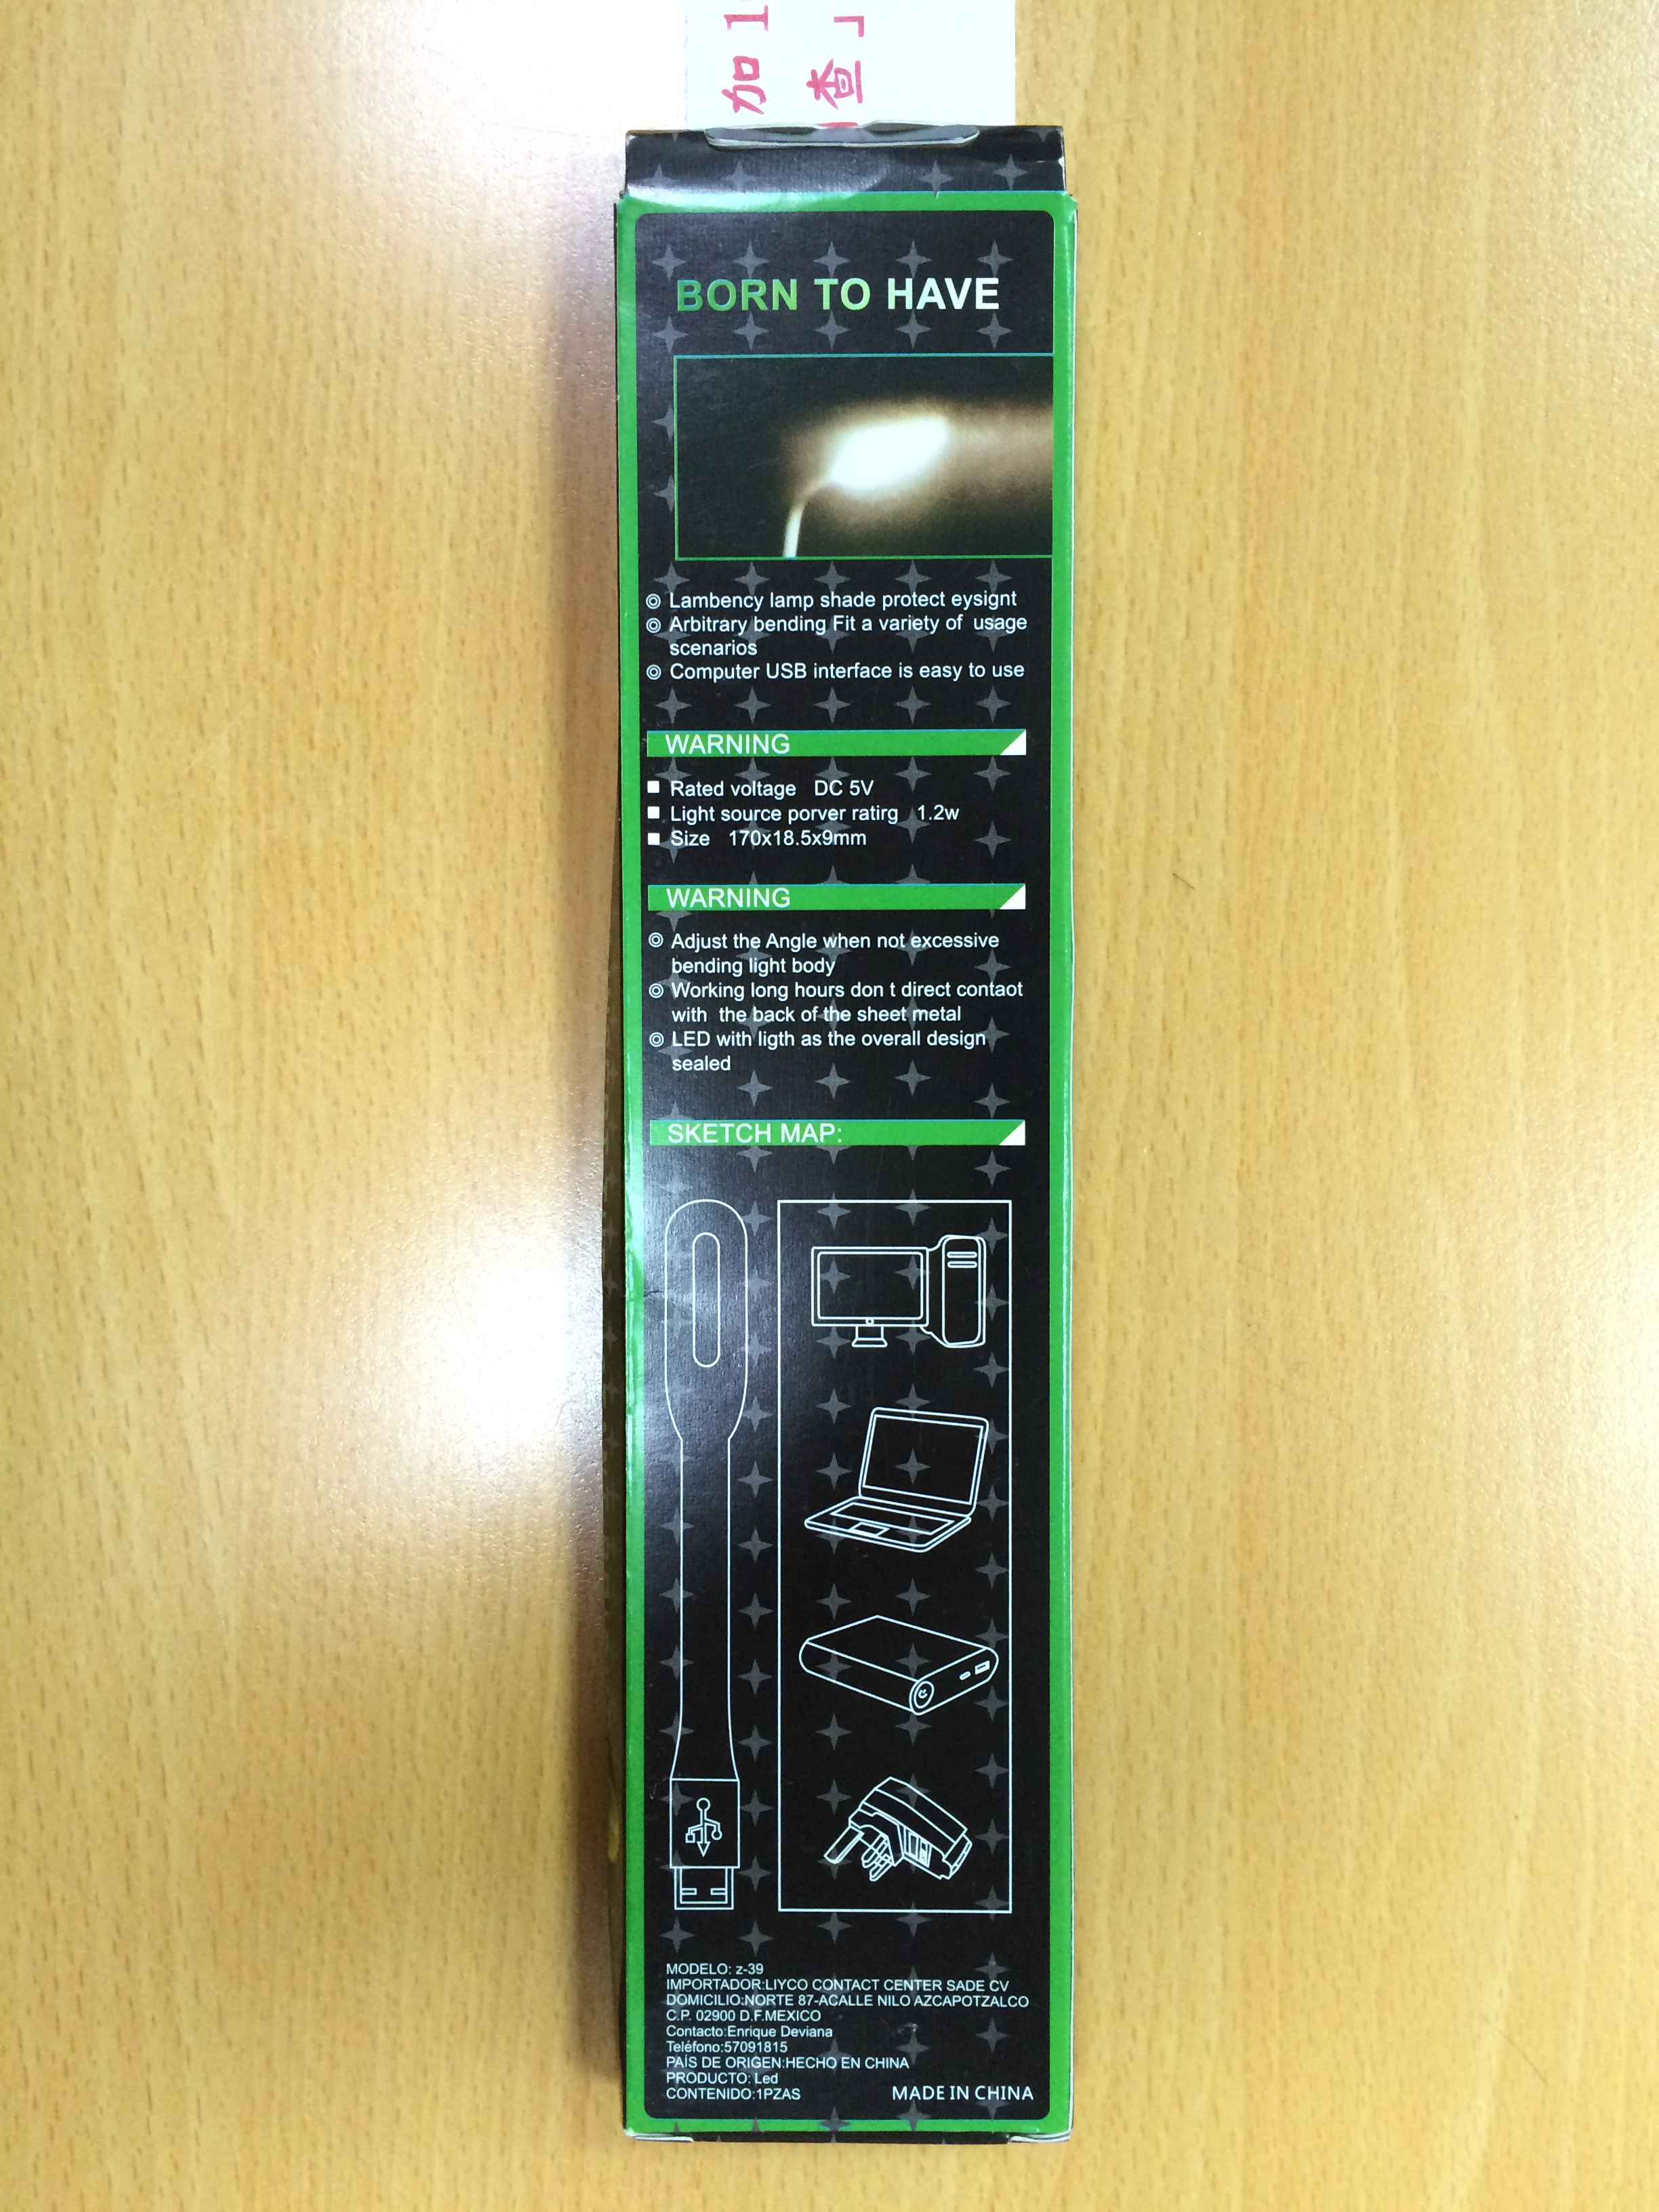 加 1
查」
BORN TO HAVE
◎ Lambency lamp shade protect eysignt
◎ Arbitrary bending Fit a variety of usage
scenarios
◎ Computer USB interface is easy to use
WARNING
■ Rated voltage DC 5V
■ Light source porver ratirg 1.2w
■ Size 170x18.5x9mm
WARNING
◎ Adjust the Angle when not excessive
bending light body
◎ Working long hours don t direct contaot
with the back of the sheet metal
◎ LED with ligth as the overall design
sealed
SKETCH MAP:
MODELO: z-39
IMPORTADOR:LIYCO CONTACT CENTER SADE CV
DOMICILIO:NORTE 87-ACALLE NILO AZCAPOTZALCO
C.P. 02900 D.F.MEXICO
Contacto:Enrique Deviana
Teléfono:57091815
PAÍS DE ORIGEN:HECHO EN CHINA
PRODUCTO: Led
CONTENIDO:1PZAS
MADE IN CHINA